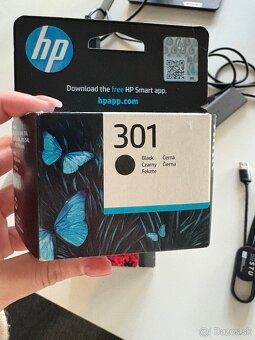 hp
Download the free HP Smart app.
hpapp.com
301
Black Černá
Czarny Čierna
Fekete
© Bazos.sk